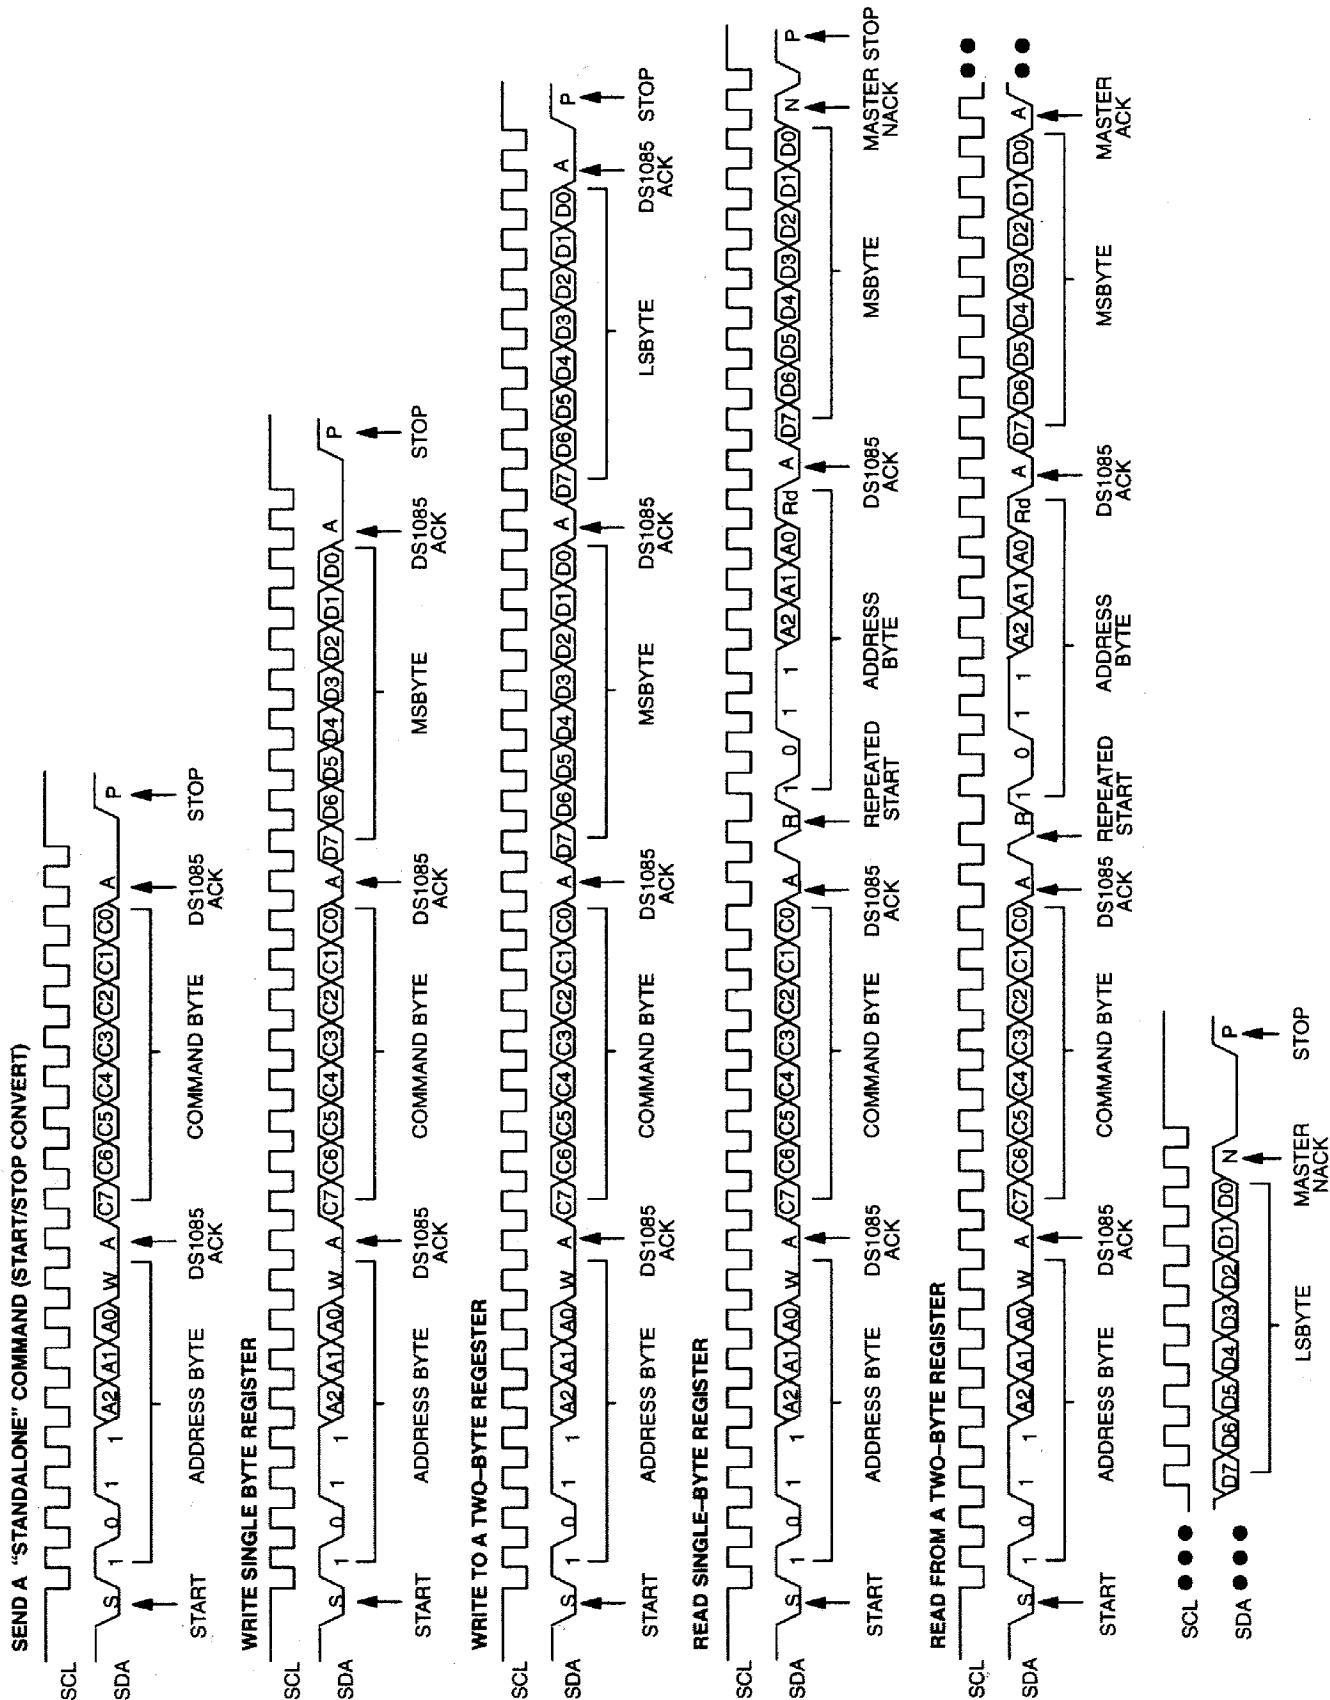 SEND A “STANDALONE” COMMAND (START/STOP CONVERT)
SCL
SDA S 1 0 1 1 A2 A1 A0 W A C7 C6 C5 C4 C3 C2 C1 C0 A P
START ADDRESS BYTE DS1085 COMMAND BYTE DS1085 STOP
ACK ACK
WRITE SINGLE BYTE REGISTER
SCL
SDA S 1 0 1 1 A2 A1 A0 W A C7 C6 C5 C4 C3 C2 C1 C0 A D7 D6 D5 D4 D3 D2 D1 D0 A P
START ADDRESS BYTE DS1085 COMMAND BYTE DS1085 MSBYTE DS1085 STOP
ACK ACK ACK
WRITE TO A TWO–BYTE REGESTER
SCL
SDA S 1 0 1 1 A2 A1 A0 W A C7 C6 C5 C4 C3 C2 C1 C0 A D7 D6 D5 D4 D3 D2 D1 D0 A D7 D6 D5 D4 D3 D2 D1 D0 A P
START ADDRESS BYTE DS1085 COMMAND BYTE DS1085 MSBYTE DS1085 LSBYTE DS1085 STOP
ACK ACK ACK ACK
READ SINGLE–BYTE REGISTER
SCL
SDA S 1 0 1 1 A2 A1 A0 W A C7 C6 C5 C4 C3 C2 C1 C0 A R 1 0 1 1 A2 A1 A0 Rd A D7 D6 D5 D4 D3 D2 D1 D0 N P
START ADDRESS BYTE DS1085 COMMAND BYTE DS1085 REPEATED ADDRESS DS1085 MSBYTE MASTER STOP
ACK ACK START BYTE ACK NACK
READ FROM A TWO–BYTE REGISTER
SCL
SDA S 1 0 1 1 A2 A1 A0 W A C7 C6 C5 C4 C3 C2 C1 C0 A R 1 0 1 1 A2 A1 A0 Rd A D7 D6 D5 D4 D3 D2 D1 D0 A
START ADDRESS BYTE DS1085 COMMAND BYTE DS1085 REPEATED ADDRESS DS1085 MSBYTE MASTER
ACK ACK START BYTE ACK ACK
SCL
SDA D7 D6 D5 D4 D3 D2 D1 D0 N P
LSBYTE MASTER STOP
NACK